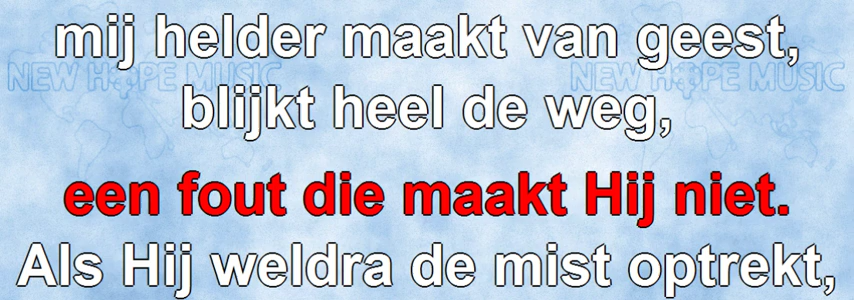 mij helder maakt van geest,
NEW HOPE MUSIC NEW HOPE MUSIC
blijkt heel de weg,
een fout die maakt Hij niet.
Als Hij weldra de mist optrekt,